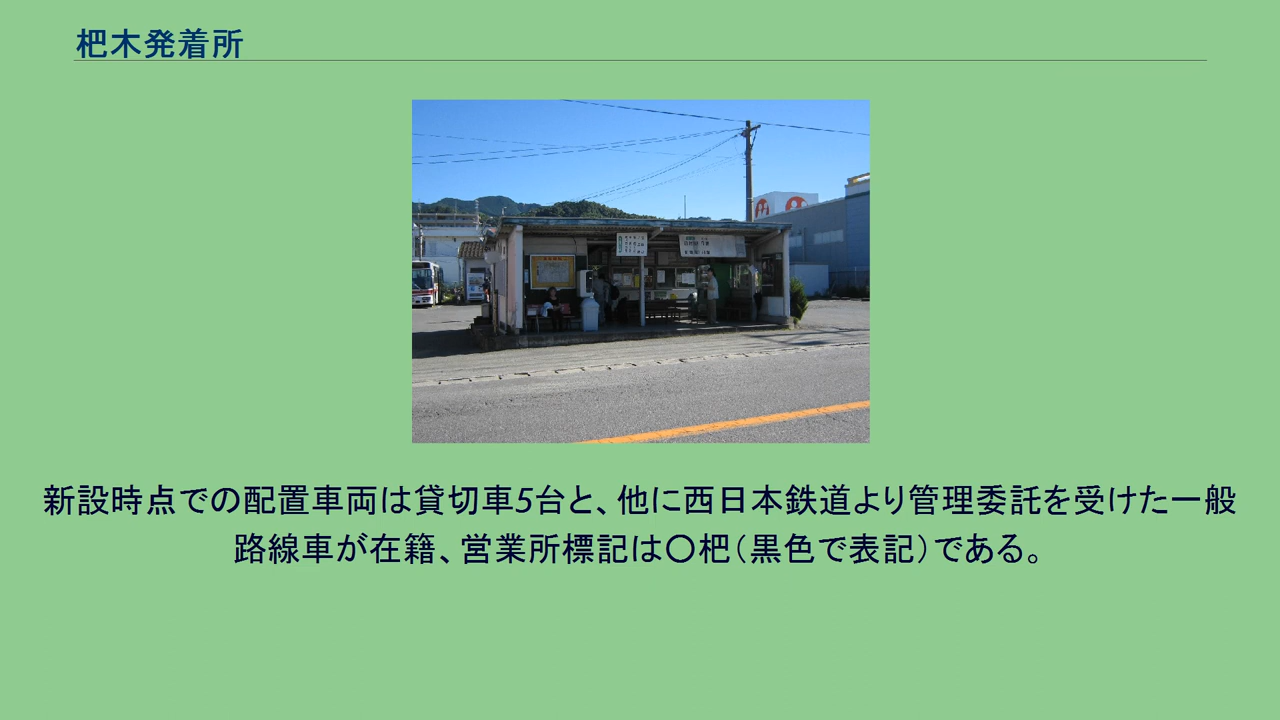 杷木発着所
新設時点での配置車両は貸切車5台と、他に西日本鉄道より管理委託を受けた一般
路線車が在籍、営業所標記は〇杷（黒色で表記）である。